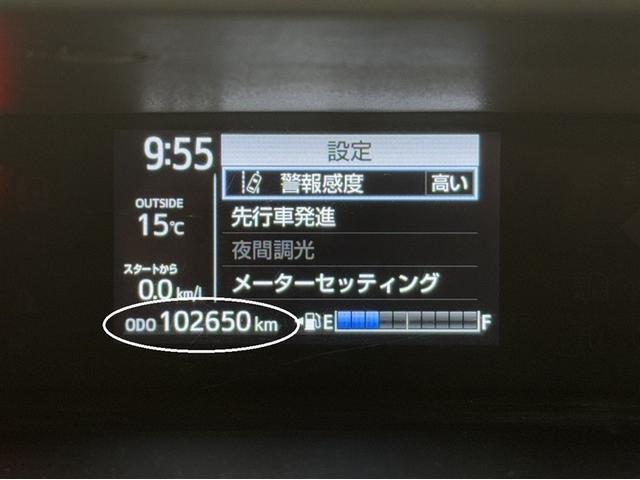 9:55
設定
警報感度 高い
OUTSIDE
15℃
先行車発進
夜間調光
スタートから
0.0 km/l
メーターセッティング
ODO 102650 km
E F